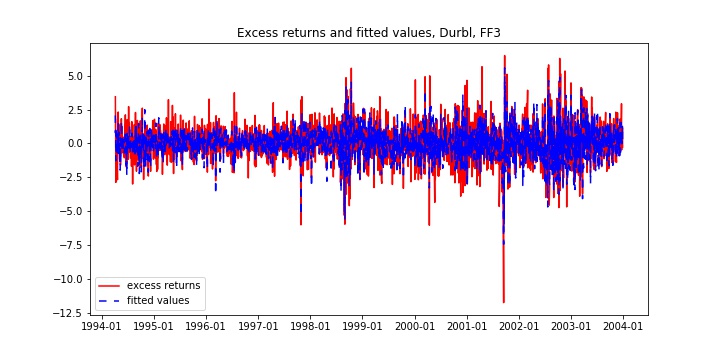 Excess returns and fitted values, Durbl, FF3
5.0
2.5
0.0
−2.5
−5.0
−7.5
−10.0
−12.5
excess returns
fitted values
1994-01 1995-01 1996-01 1997-01 1998-01 1999-01 2000-01 2001-01 2002-01 2003-01 2004-01